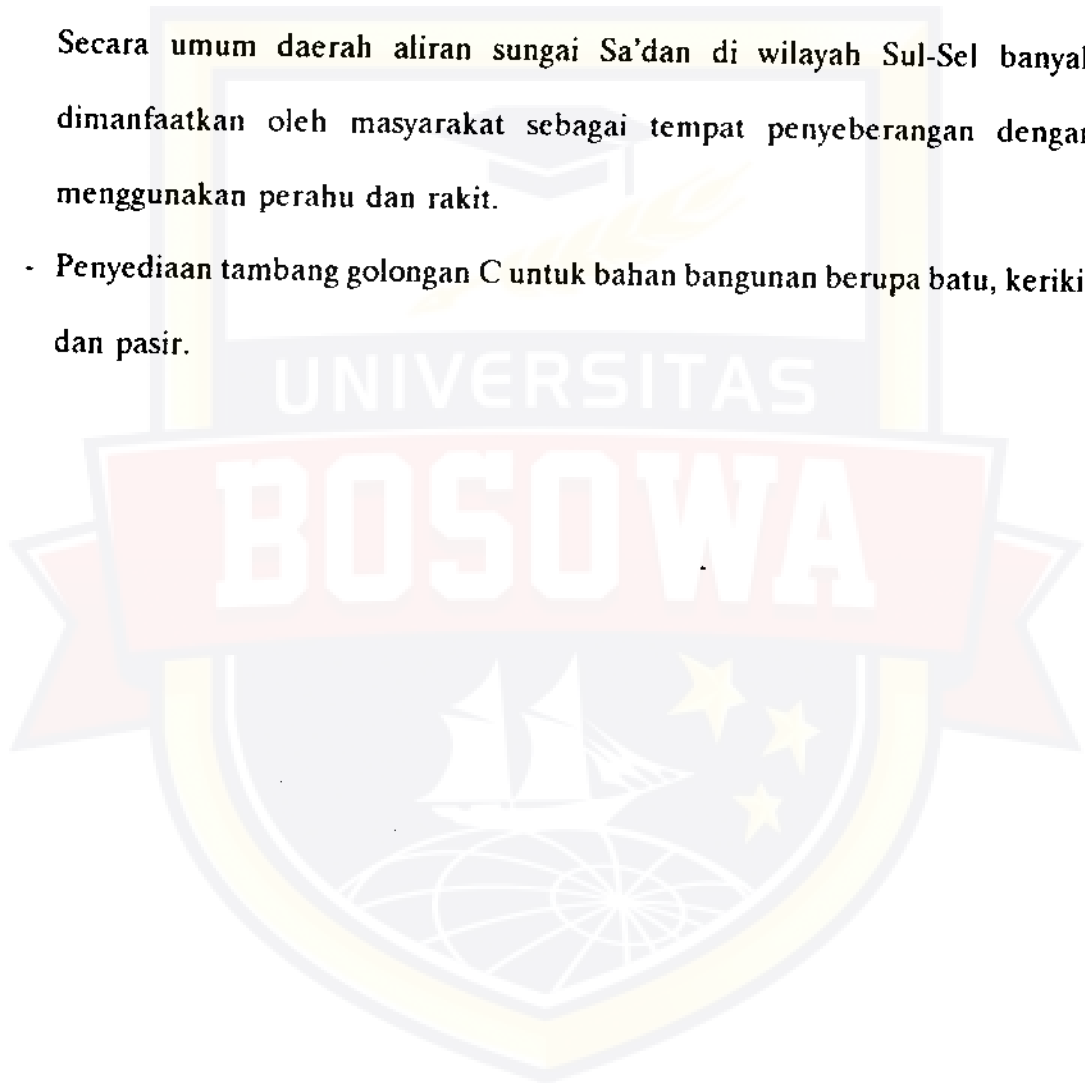 Secara umum daerah aliran sungai Sa'dan di wilayah Sul-Sel banyak
dimanfaatkan oleh masyarakat sebagai tempat penyeberangan dengan
menggunakan perahu dan rakit.
- Penyediaan tambang golongan C untuk bahan bangunan berupa batu, keriki
dan pasir.
UNIVERSITAS
BOSOWA